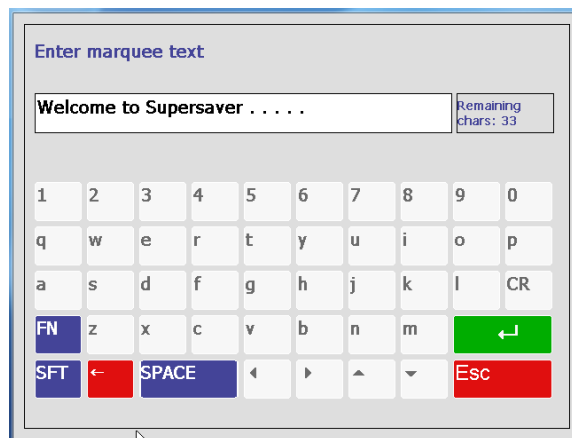 Enter marquee text
Welcome to Supersaver . . . . .
Remaining
chars: 33
1 2 3 4 5 6 7 8 9 0
q w e r t y u i o p
a s d f g h j k l CR
FN z x c v b n m
SFT ← SPACE Esc